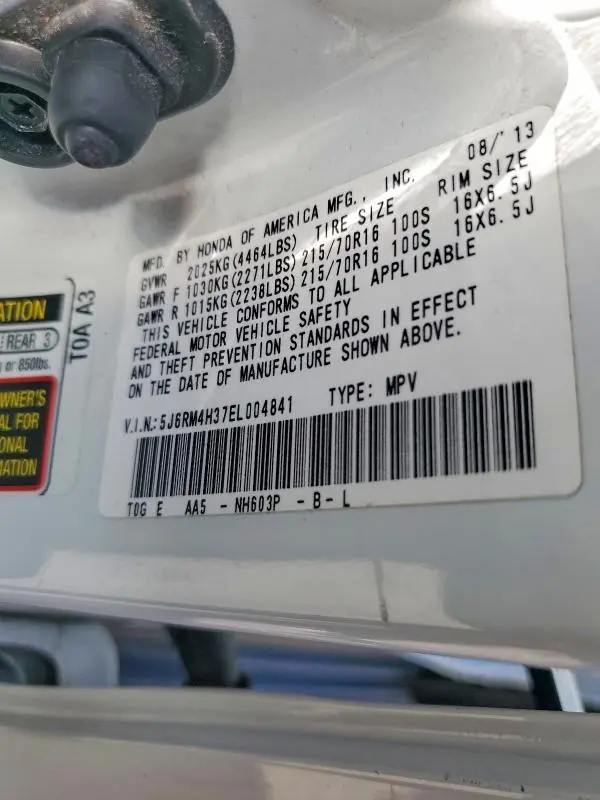 08/'13
MFD. BY HONDA OF AMERICA MFG., INC.
GVWR 2025KG(4464LBS) TIRE SIZE RIM SIZE
GAWR F 1030KG(2271LBS)215/70R16 100S 16X6.5J
GAWR R 1015KG(2238LBS)215/70R16 100S 16X6.5J
THIS VEHICLE CONFORMS TO ALL APPLICABLE
FEDERAL MOTOR VEHICLE SAFETY
AND THEFT PREVENTION STANDARDS IN EFFECT
ON THE DATE OF MANUFACTURE SHOWN ABOVE.
V.I.N.:5J6RM4H37EL004841 TYPE: MPV
TOG E AA5 - NH603P - B - L
TOA A3
ATION
REAR 3
or 850lbs.
WNER'S
AL FOR
ONAL
MATION